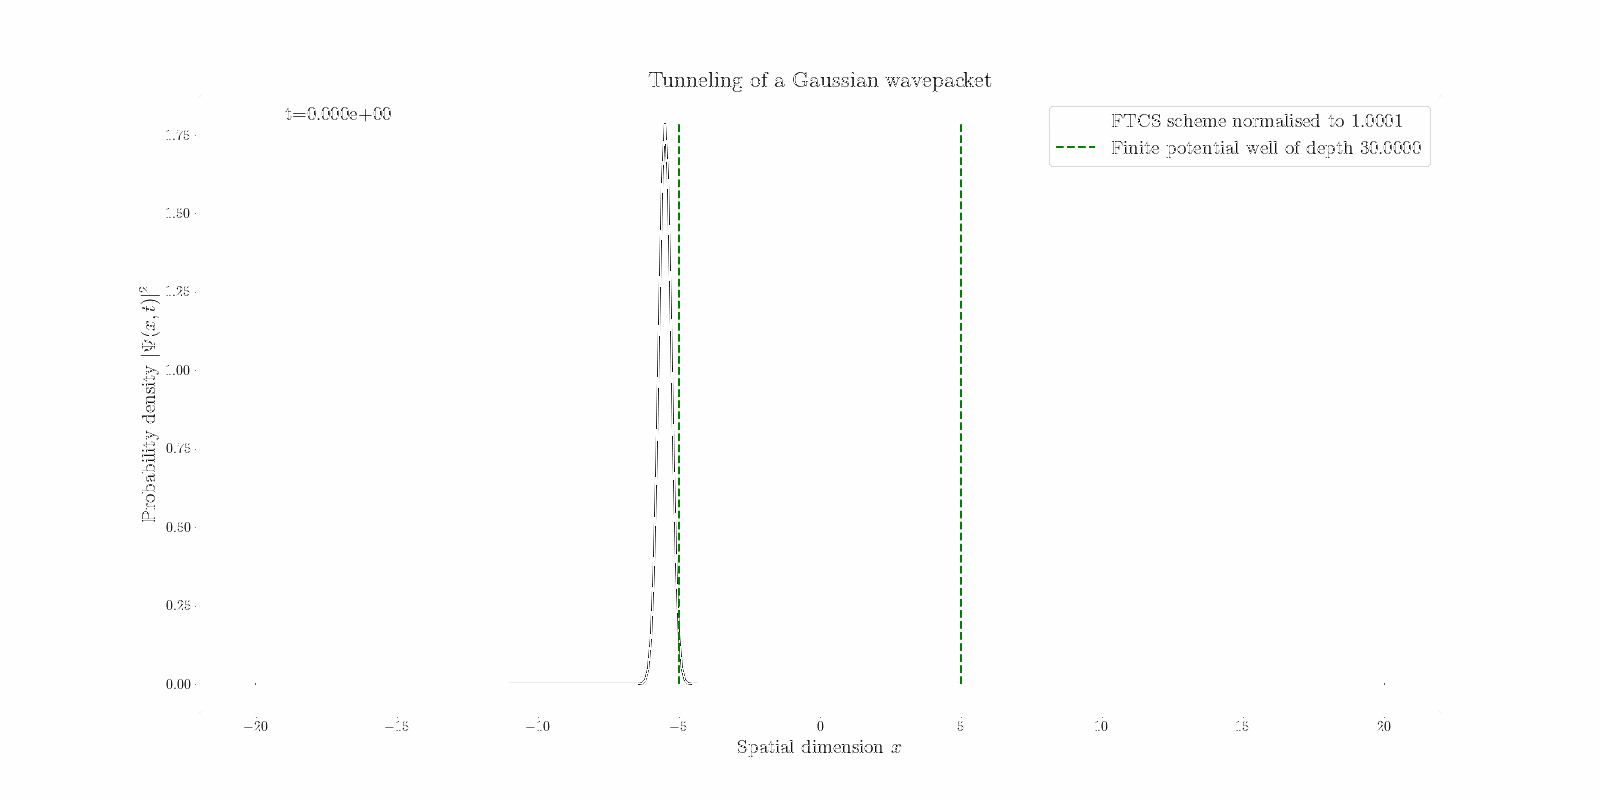 Tunneling of a Gaussian wavepacket
t=0.000e+00
FTCS scheme normalised to 1.0001
Finite potential well of depth 30.0000
Probability density |Ψ(x, t)|²
1.75
1.50
1.25
1.00
0.75
0.50
0.25
0.00
−20 −15 −10 −5 0 5 10 15 20
Spatial dimension x